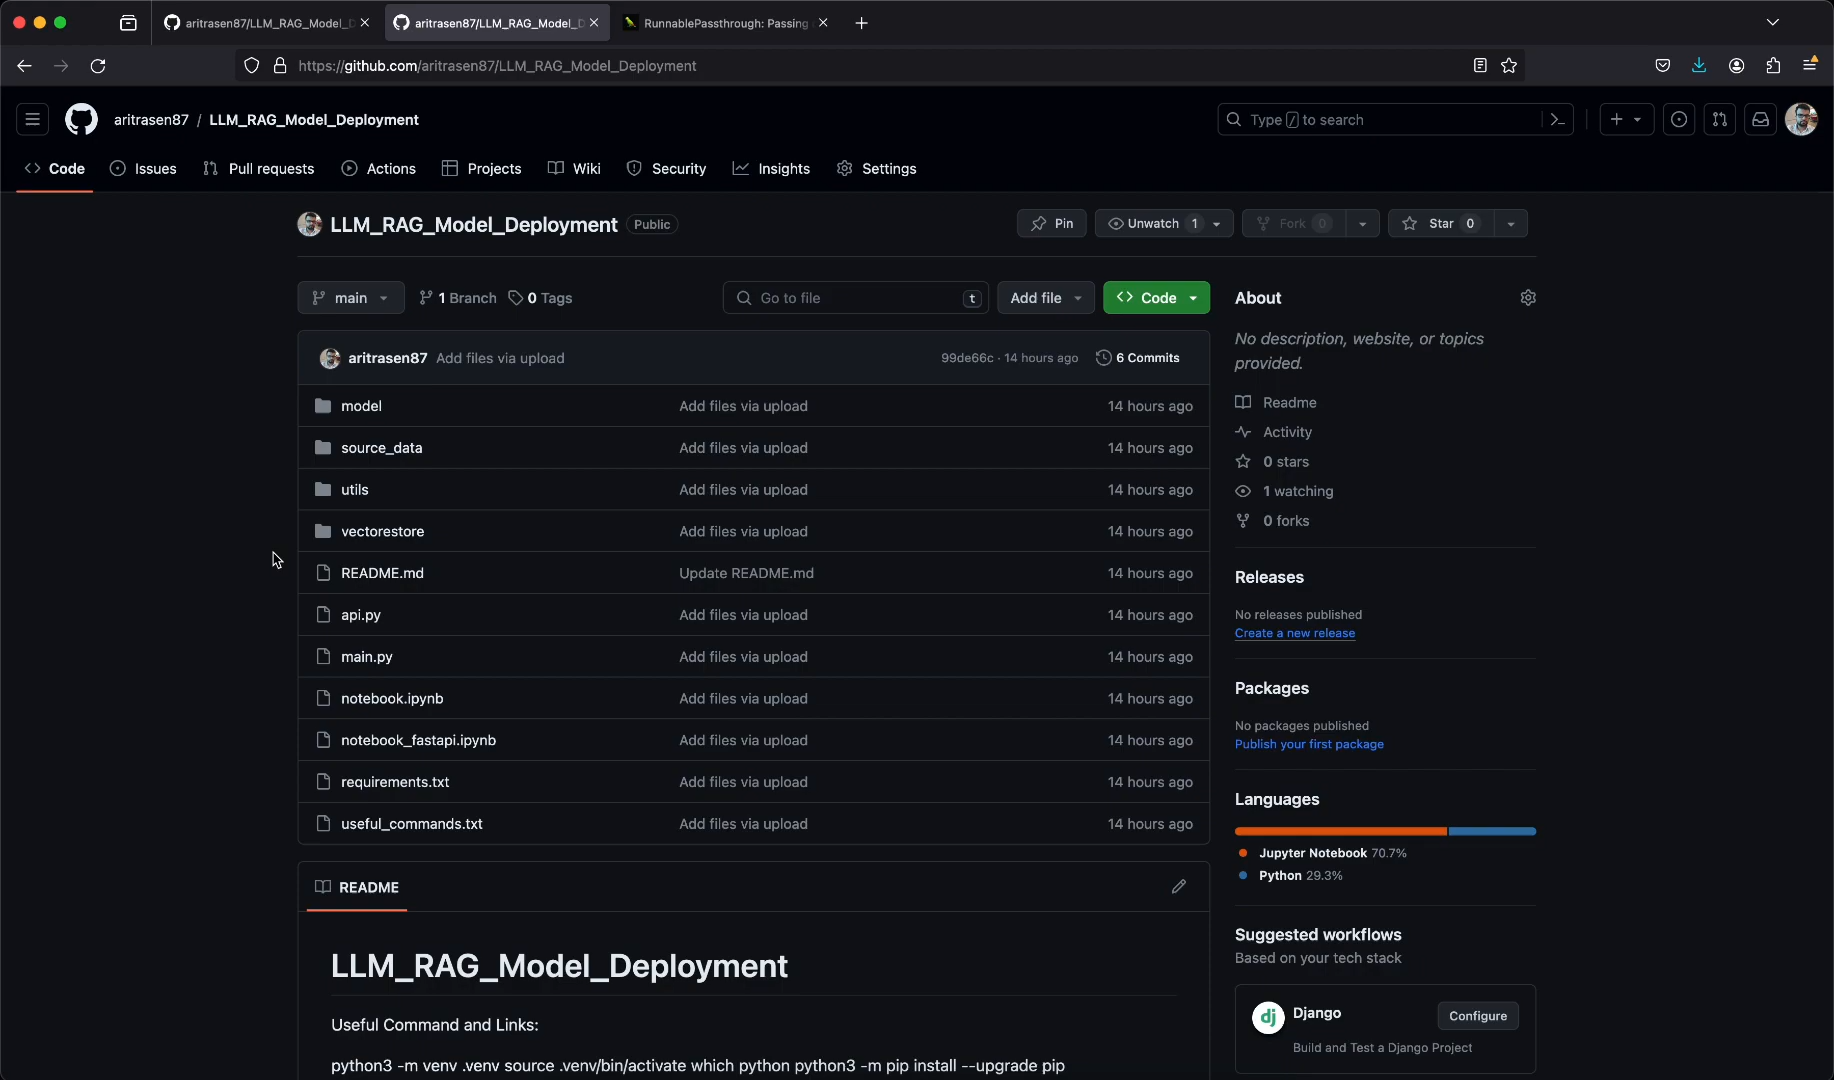 aritrasen87/LLM_RAG_Model_D
aritrasen87/LLM_RAG_Model_D
RunnablePassthrough: Passing
https://github.com/aritrasen87/LLM_RAG_Model_Deployment
aritrasen87 / LLM_RAG_Model_Deployment
Type / to search
Code Issues Pull requests Actions Projects Wiki Security Insights Settings
LLM_RAG_Model_Deployment Public
Pin Unwatch 1 Fork 0 Star 0
main 1 Branch 0 Tags Go to file t Add file Code
aritrasen87 Add files via upload 99de66c · 14 hours ago 6 Commits
model Add files via upload 14 hours ago
source_data Add files via upload 14 hours ago
utils Add files via upload 14 hours ago
vectorestore Add files via upload 14 hours ago
README.md Update README.md 14 hours ago
api.py Add files via upload 14 hours ago
main.py Add files via upload 14 hours ago
notebook.ipynb Add files via upload 14 hours ago
notebook_fastapi.ipynb Add files via upload 14 hours ago
requirements.txt Add files via upload 14 hours ago
useful_commands.txt Add files via upload 14 hours ago
README
LLM_RAG_Model_Deployment
Useful Command and Links:
python3 -m venv .venv source .venv/bin/activate which python python3 -m pip install --upgrade pip
About
No description, website, or topics
provided.
Readme
Activity
0 stars
1 watching
0 forks
Releases
No releases published
Create a new release
Packages
No packages published
Publish your first package
Languages
Jupyter Notebook 70.7%
Python 29.3%
Suggested workflows
Based on your tech stack
dj Django Configure
Build and Test a Django Project